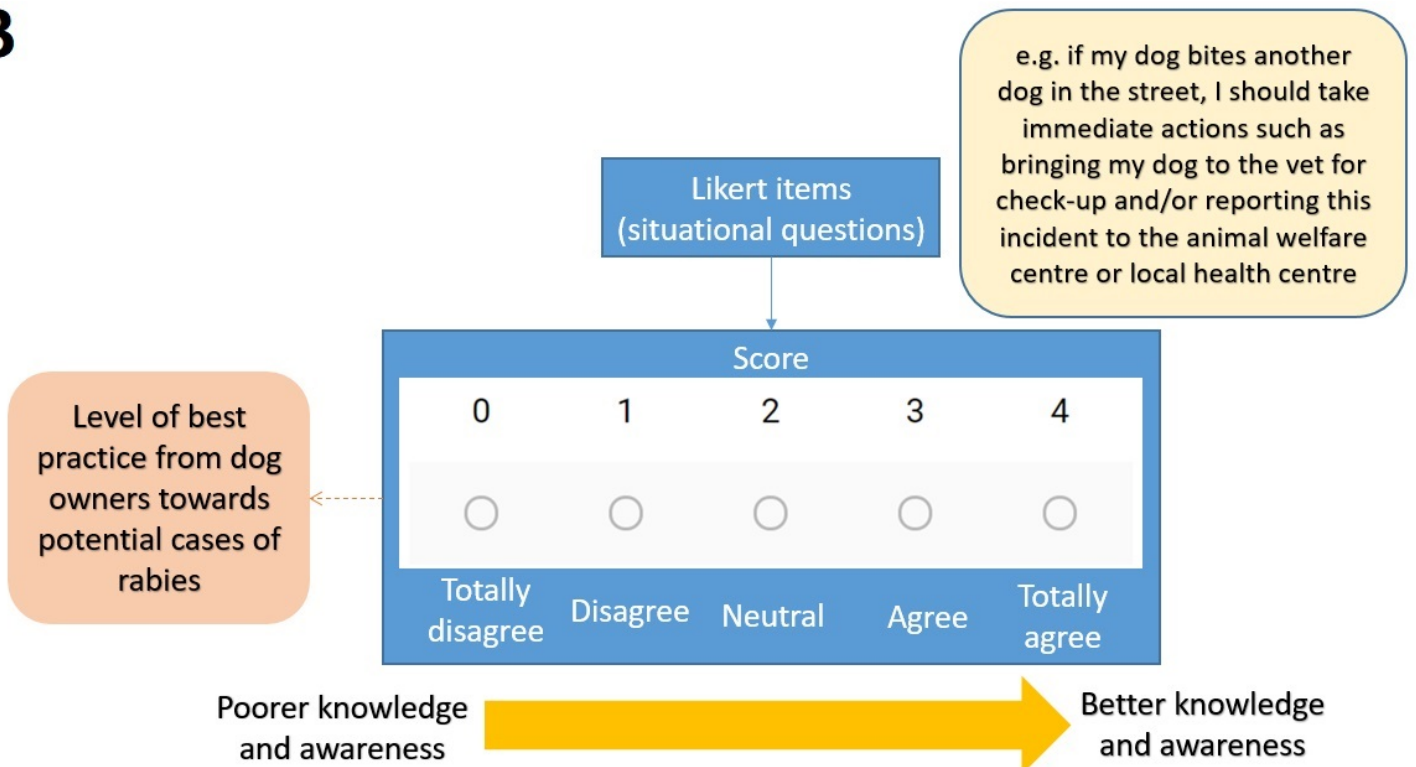 B
e.g. if my dog bites another
dog in the street, I should take
immediate actions such as
bringing my dog to the vet for
check-up and/or reporting this
incident to the animal welfare
centre or local health centre
Likert items
(situational questions)
Score
0 1 2 3 4
Level of best
practice from dog
owners towards
potential cases of
rabies
Totally
disagree
Disagree
Neutral
Agree
Totally
agree
Poorer knowledge
and awareness
Better knowledge
and awareness